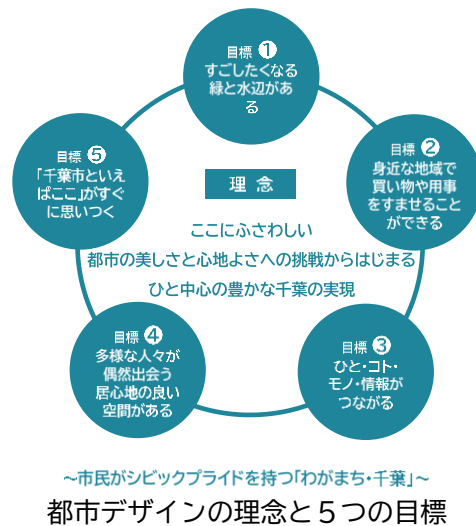 目標 ❶
すごしたくなる
緑と水辺があ
る
目標 ❷
身近な地域で
買い物や用事
をすませること
ができる
目標 ❺
「千葉市といえ
ばここ」がすぐ
に思いつく
理 念
ここにふさわしい
都市の美しさと心地よさへの挑戦からはじまる
ひと中心の豊かな千葉の実現
目標 ❹
多様な人々が
偶然出会う
居心地の良い
空間がある
目標 ❸
ひと・コト・
モノ・情報が
つながる
～市民がシビックプライドを持つ「わがまち・千葉」～
都市デザインの理念と５つの目標